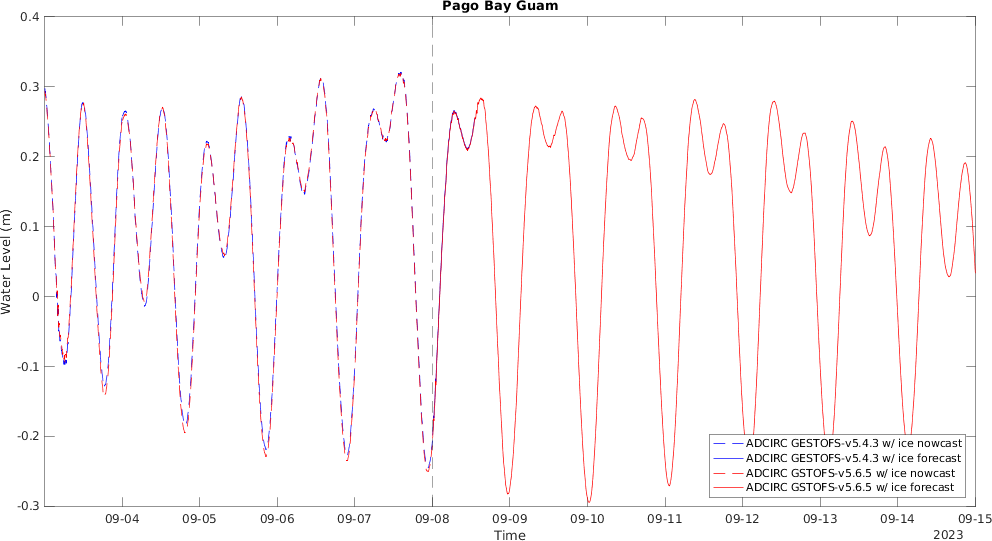 Pago Bay Guam
0.4
0.3
0.2
0.1
0
-0.1
-0.2
-0.3
Water Level (m)
ADCIRC GESTOFS-v5.4.3 w/ ice nowcast
ADCIRC GESTOFS-v5.4.3 w/ ice forecast
ADCIRC GSTOFS-v5.6.5 w/ ice nowcast
ADCIRC GSTOFS-v5.6.5 w/ ice forecast
09-04 09-05 09-06 09-07 09-08 09-09 09-10 09-11 09-12 09-13 09-14 09-15
Time
2023